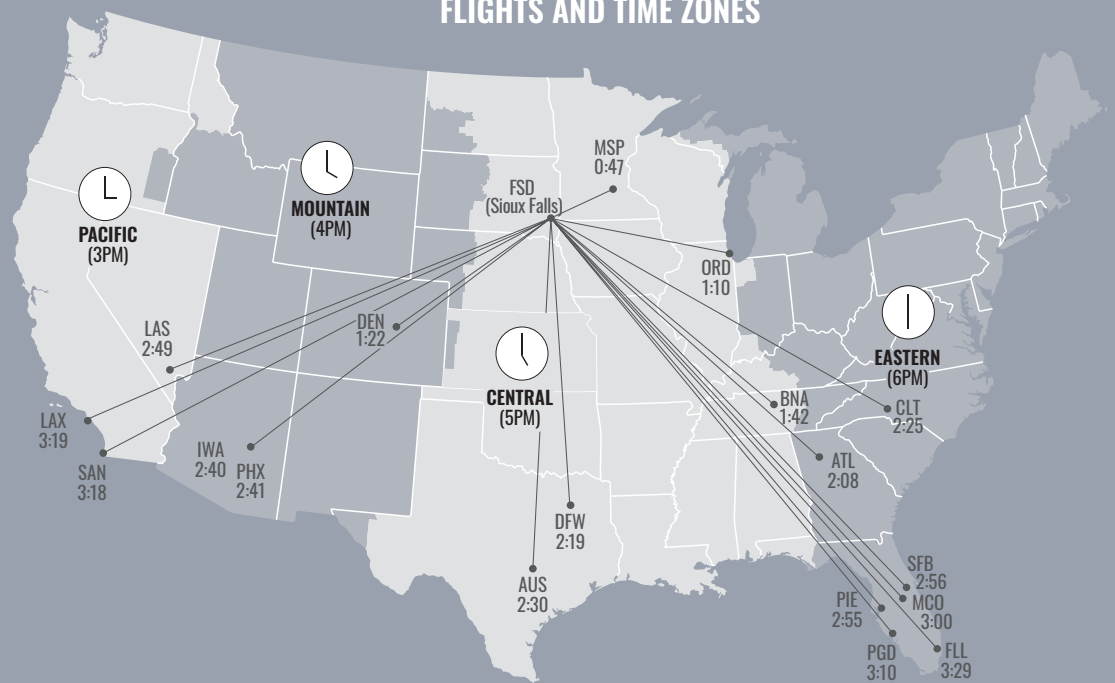 FLIGHTS AND TIME ZONES
MSP
0:47
FSD
(Sioux Falls)
MOUNTAIN
(4PM)
PACIFIC
(3PM)
ORD
1:10
LAS
2:49
DEN
1:22
EASTERN
(6PM)
CENTRAL
(5PM)
BNA
1:42
CLT
2:25
LAX
3:19
SAN
3:18
IWA
2:40
PHX
2:41
ATL
2:08
DFW
2:19
AUS
2:30
SFB
2:56
PIE
2:55
MCO
3:00
PGD
3:10
FLL
3:29